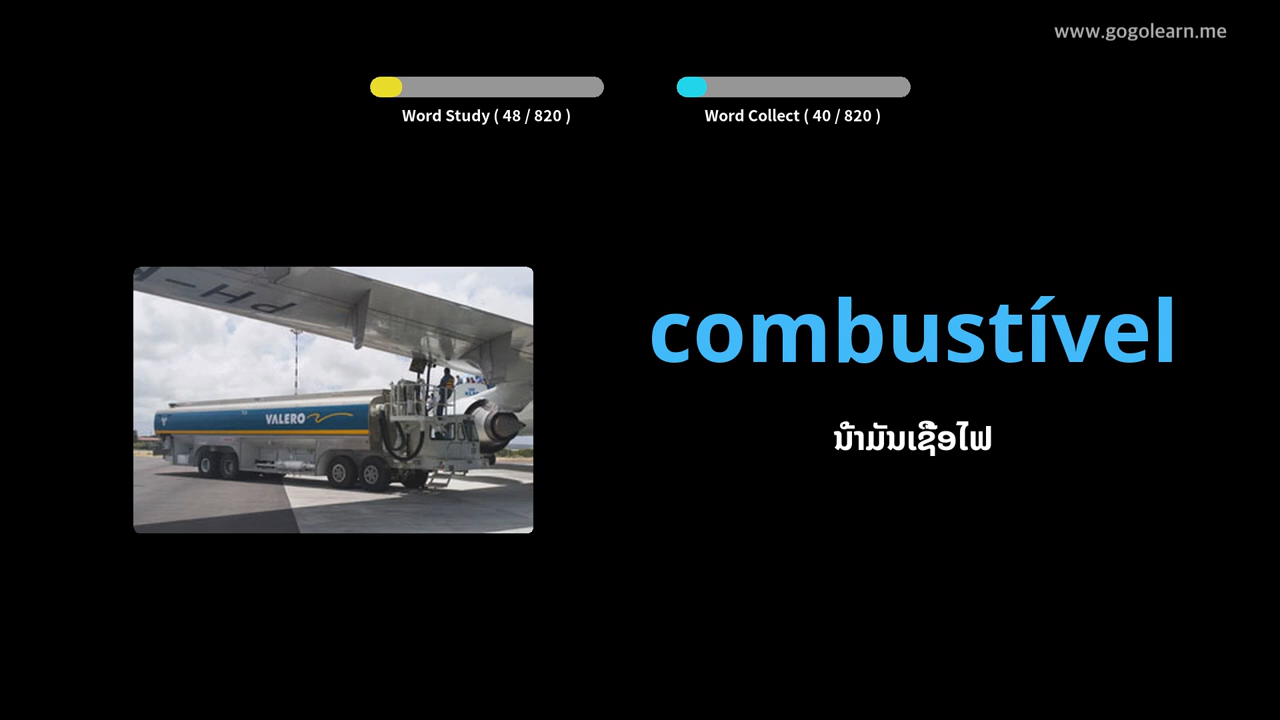 www.gogolearn.me
Word Study ( 48 / 820 )
Word Collect ( 40 / 820 )
PH-
VALERO
combustível
ນ້ຳມັນເຊື້ອໄຟ